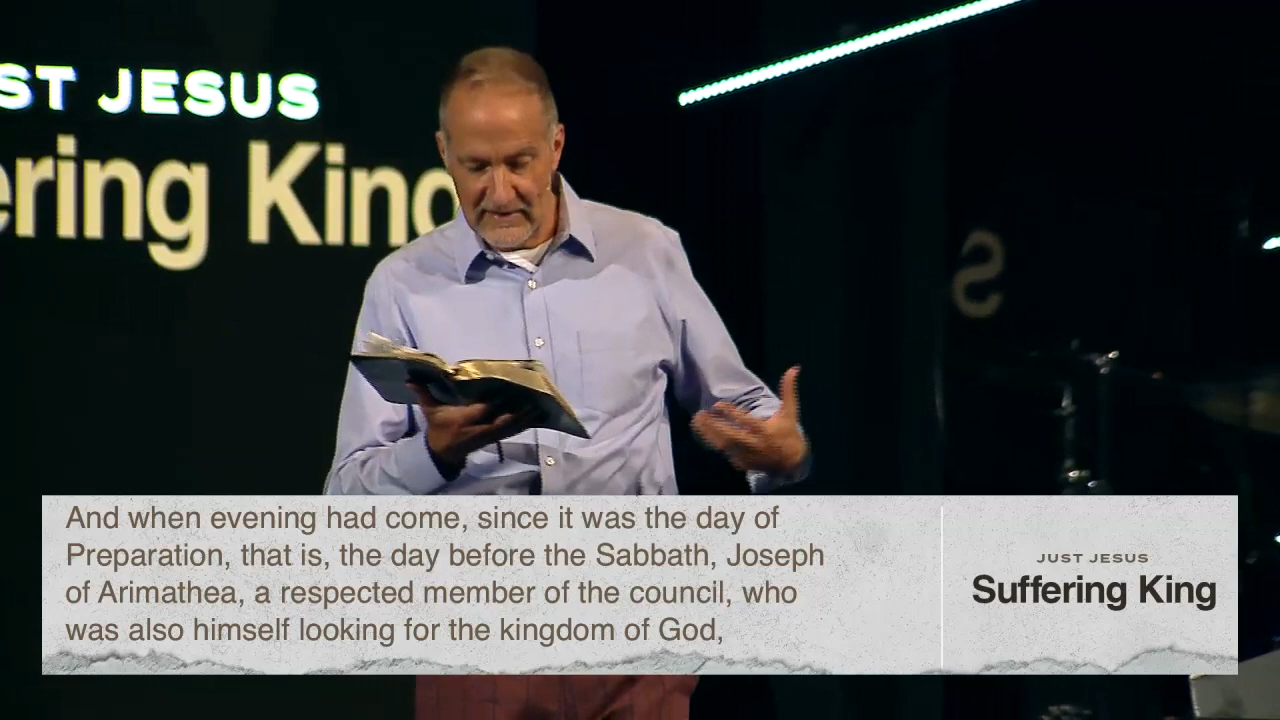 ST JESUS
ering King
S
And when evening had come, since it was the day of
Preparation, that is, the day before the Sabbath, Joseph
of Arimathea, a respected member of the council, who
was also himself looking for the kingdom of God,
JUST JESUS
Suffering King